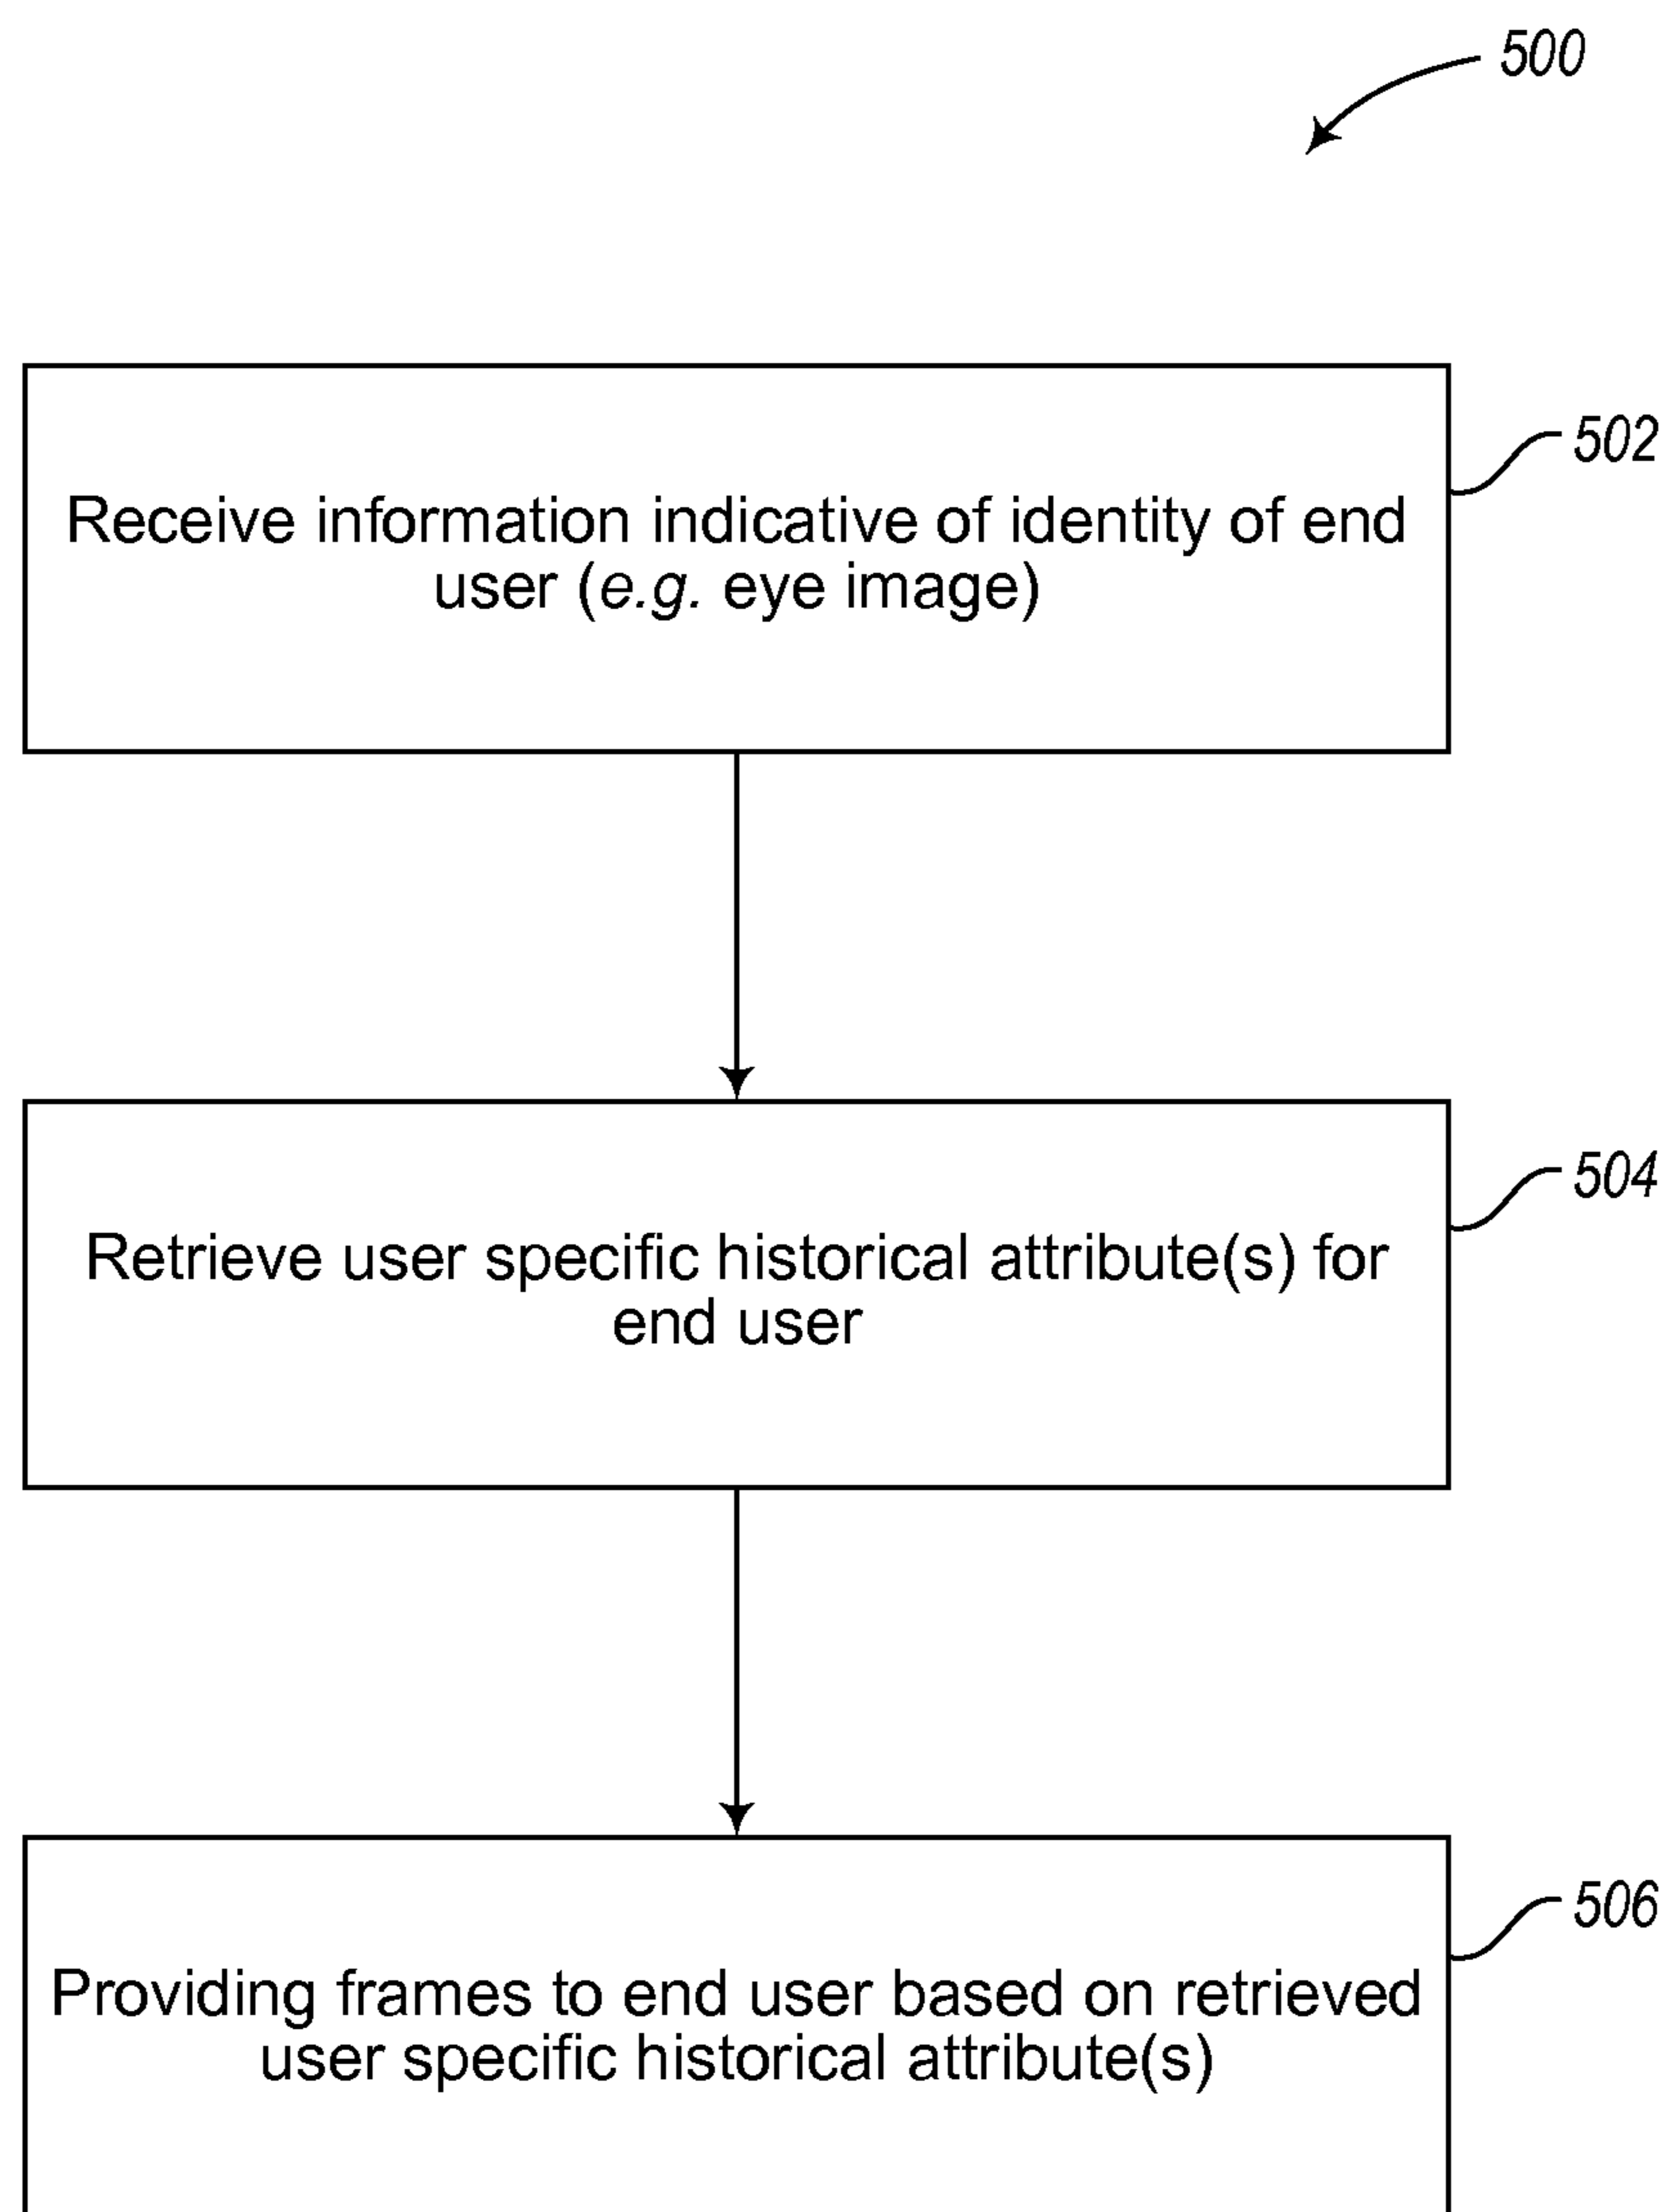 500
502
Receive information indicative of identity of end
user (e.g. eye image)
504
Retrieve user specific historical attribute(s) for
end user
506
Providing frames to end user based on retrieved
user specific historical attribute(s)